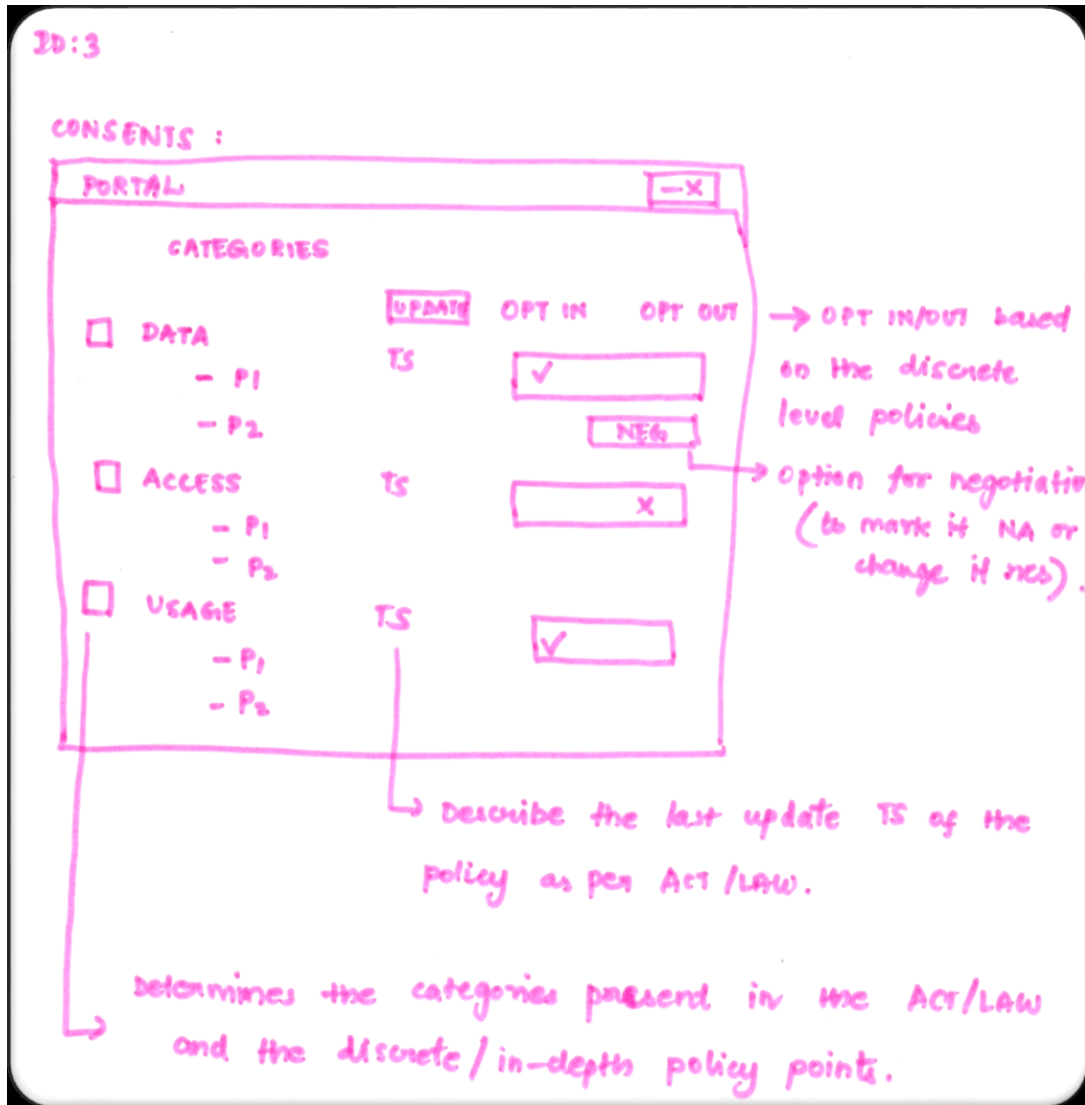 ID:3
CONSENTS :
PORTAL
– X
CATEGORIES
UPDATE OPT IN OPT OUT → OPT IN/OUT based
on the discrete
level policies
DATA TS ✓
– P1
– P2 NEG
→ option for negotiation
(to mark it NA or
change it res).
ACCESS TS X
– P1
– P2
USAGE TS ✓
– P1
– P2
→ Describe the last update TS of the
policy as per ACT/LAW.
Determines the categories present in the ACT/LAW
→ and the discrete/in-depth policy points.